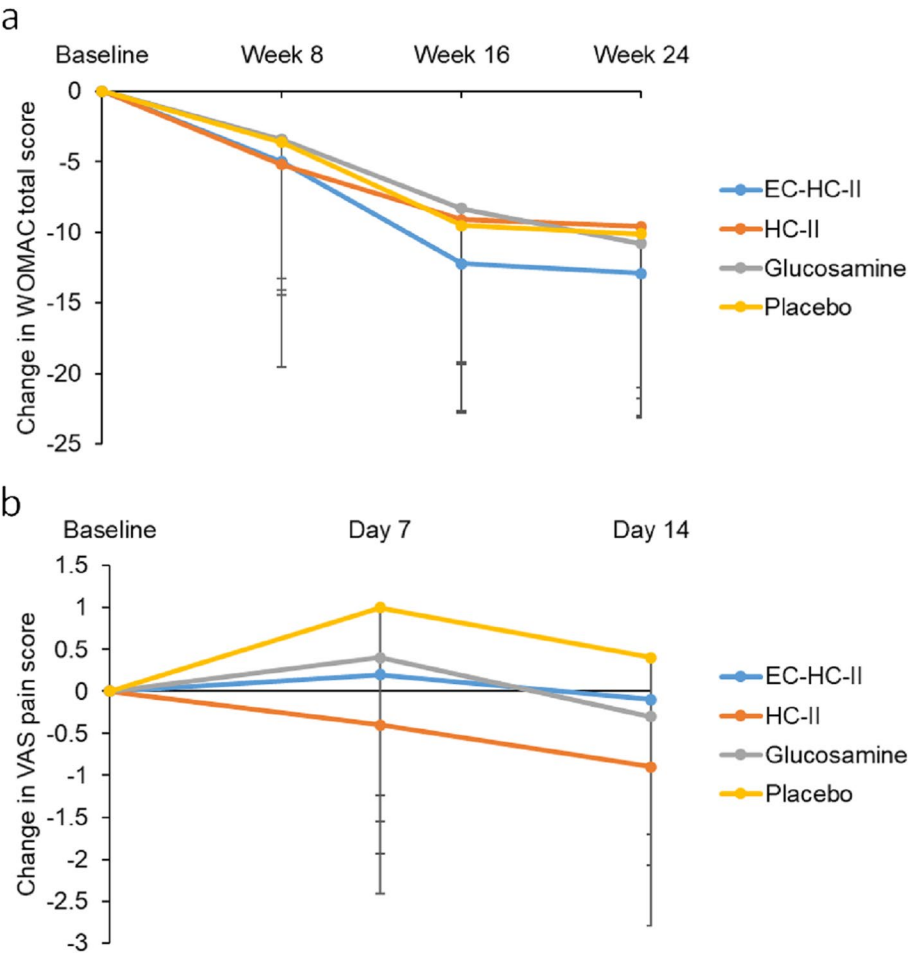 a
Baseline Week 8 Week 16 Week 24
Change in WOMAC total score
0
-5
-10
-15
-20
-25
EC-HC-II
HC-II
Glucosamine
Placebo
b
Baseline Day 7 Day 14
Change in VAS pain score
1.5
1
0.5
0
-0.5
-1
-1.5
-2
-2.5
-3
EC-HC-II
HC-II
Glucosamine
Placebo